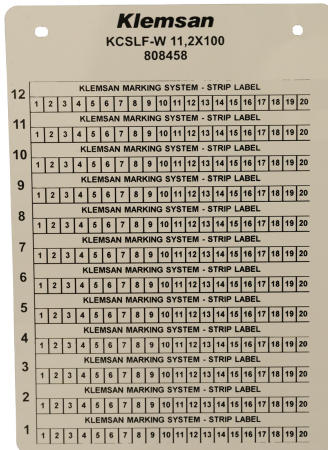 Klemsan
KCSLF-W 11,2X100
808458
KLEMSAN MARKING SYSTEM - STRIP LABEL
12 1 2 3 4 5 6 7 8 9 10 11 12 13 14 15 16 17 18 19 20
KLEMSAN MARKING SYSTEM - STRIP LABEL
11 1 2 3 4 5 6 7 8 9 10 11 12 13 14 15 16 17 18 19 20
KLEMSAN MARKING SYSTEM - STRIP LABEL
10 1 2 3 4 5 6 7 8 9 10 11 12 13 14 15 16 17 18 19 20
KLEMSAN MARKING SYSTEM - STRIP LABEL
9 1 2 3 4 5 6 7 8 9 10 11 12 13 14 15 16 17 18 19 20
KLEMSAN MARKING SYSTEM - STRIP LABEL
8 1 2 3 4 5 6 7 8 9 10 11 12 13 14 15 16 17 18 19 20
KLEMSAN MARKING SYSTEM - STRIP LABEL
7 1 2 3 4 5 6 7 8 9 10 11 12 13 14 15 16 17 18 19 20
KLEMSAN MARKING SYSTEM - STRIP LABEL
6 1 2 3 4 5 6 7 8 9 10 11 12 13 14 15 16 17 18 19 20
KLEMSAN MARKING SYSTEM - STRIP LABEL
5 1 2 3 4 5 6 7 8 9 10 11 12 13 14 15 16 17 18 19 20
KLEMSAN MARKING SYSTEM - STRIP LABEL
4 1 2 3 4 5 6 7 8 9 10 11 12 13 14 15 16 17 18 19 20
KLEMSAN MARKING SYSTEM - STRIP LABEL
3 1 2 3 4 5 6 7 8 9 10 11 12 13 14 15 16 17 18 19 20
KLEMSAN MARKING SYSTEM - STRIP LABEL
2 1 2 3 4 5 6 7 8 9 10 11 12 13 14 15 16 17 18 19 20
KLEMSAN MARKING SYSTEM - STRIP LABEL
1 1 2 3 4 5 6 7 8 9 10 11 12 13 14 15 16 17 18 19 20